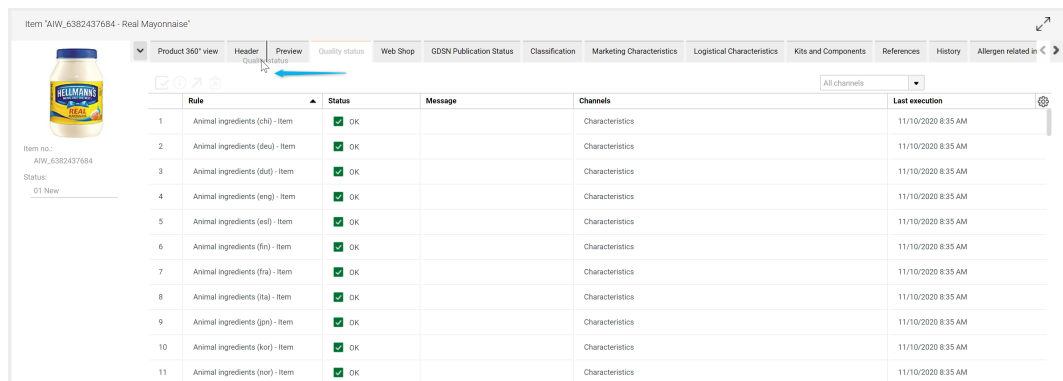 Item "AIW_6382437684 - Real Mayonnaise"
Product 360° view Header Preview Quality status Web Shop GDSN Publication Status Classification Marketing Characteristics Logistical Characteristics Kits and Components References History Allergen related in
Quality status
All channels
HELLMANN'S
REAL
Item no.:
AIW_6382437684
Status:
01 New
Rule Status Message Channels Last execution
1 Animal ingredients (chi) - Item OK Characteristics 11/10/2020 8:35 AM
2 Animal ingredients (deu) - Item OK Characteristics 11/10/2020 8:35 AM
3 Animal ingredients (dut) - Item OK Characteristics 11/10/2020 8:35 AM
4 Animal ingredients (eng) - Item OK Characteristics 11/10/2020 8:35 AM
5 Animal ingredients (esl) - Item OK Characteristics 11/10/2020 8:35 AM
6 Animal ingredients (fin) - Item OK Characteristics 11/10/2020 8:35 AM
7 Animal ingredients (fra) - Item OK Characteristics 11/10/2020 8:35 AM
8 Animal ingredients (ita) - Item OK Characteristics 11/10/2020 8:35 AM
9 Animal ingredients (jpn) - Item OK Characteristics 11/10/2020 8:35 AM
10 Animal ingredients (kor) - Item OK Characteristics 11/10/2020 8:35 AM
11 Animal ingredients (nor) - Item OK Characteristics 11/10/2020 8:35 AM